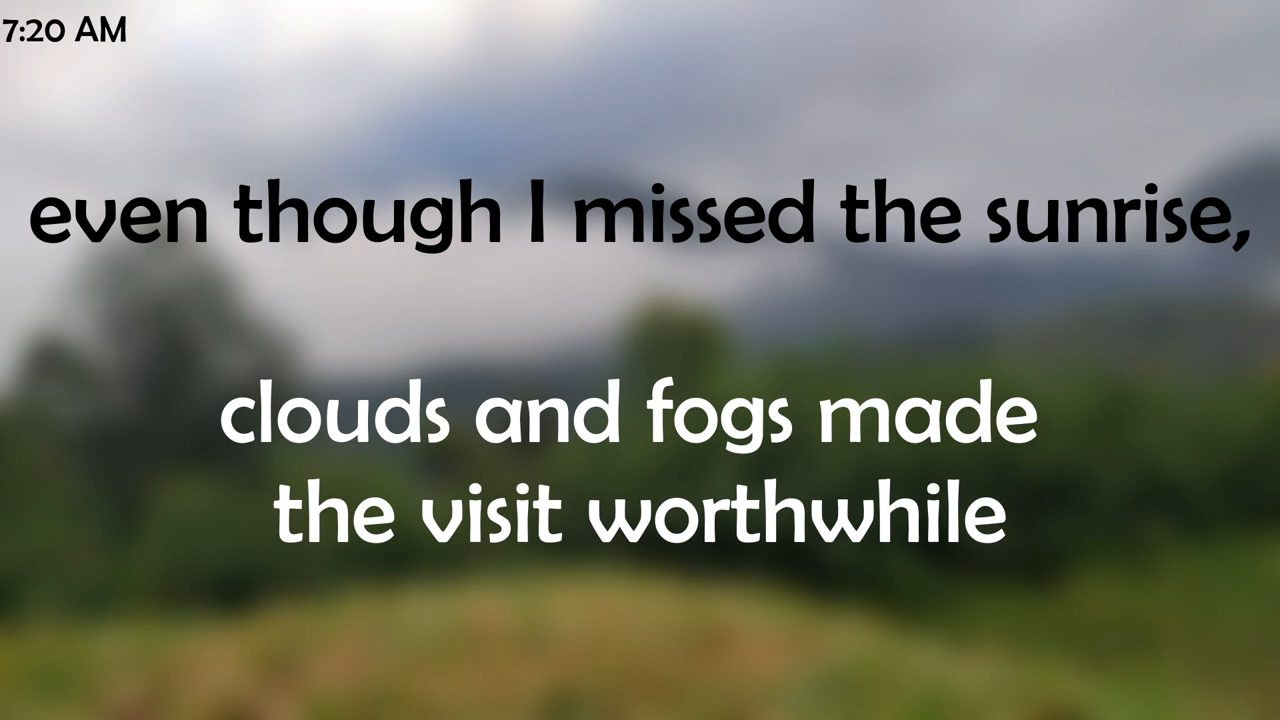 7:20 AM
even though I missed the sunrise,
clouds and fogs made
the visit worthwhile